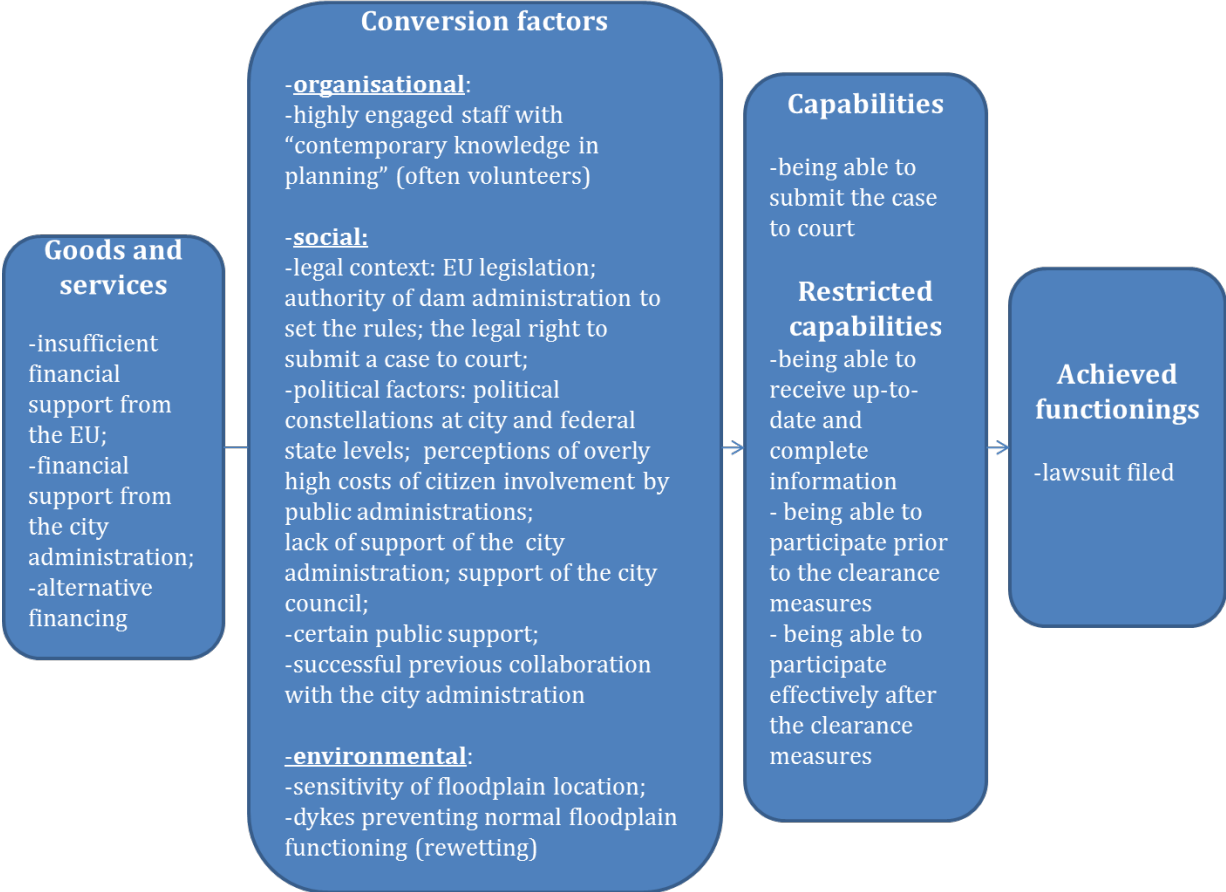 Goods and
services
-insufficient
financial
support from
the EU;
-financial
support from
the city
administration;
-alternative
financing
Conversion factors
-organisational:
-highly engaged staff with
“contemporary knowledge in
planning” (often volunteers)
-social:
-legal context: EU legislation;
authority of dam administration to
set the rules; the legal right to
submit a case to court;
-political factors: political
constellations at city and federal
state levels;  perceptions of overly
high costs of citizen involvement by
public administrations;
lack of support of the  city
administration; support of the city
council;
-certain public support;
-successful previous collaboration
with the city administration
-environmental:
-sensitivity of floodplain location;
-dykes preventing normal floodplain
functioning (rewetting)
Capabilities
-being able to
submit the case
to court
Restricted
capabilities
-being able to
receive up-to-
date and
complete
information
- being able to
participate prior
to the clearance
measures
- being able to
participate
effectively after
the clearance
measures
Achieved
functionings
-lawsuit filed